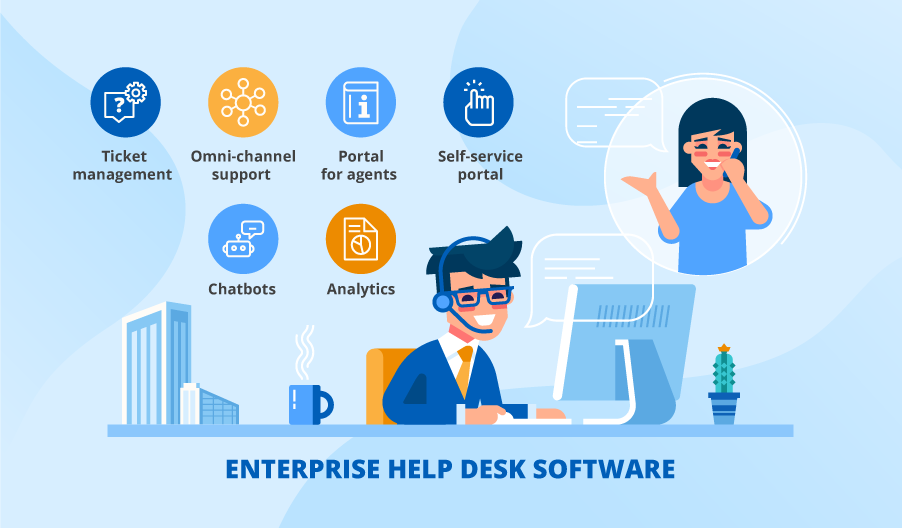 Ticket
management
Omni-channel
support
Portal
for agents
Self-service
portal
Chatbots
Analytics
ENTERPRISE HELP DESK SOFTWARE